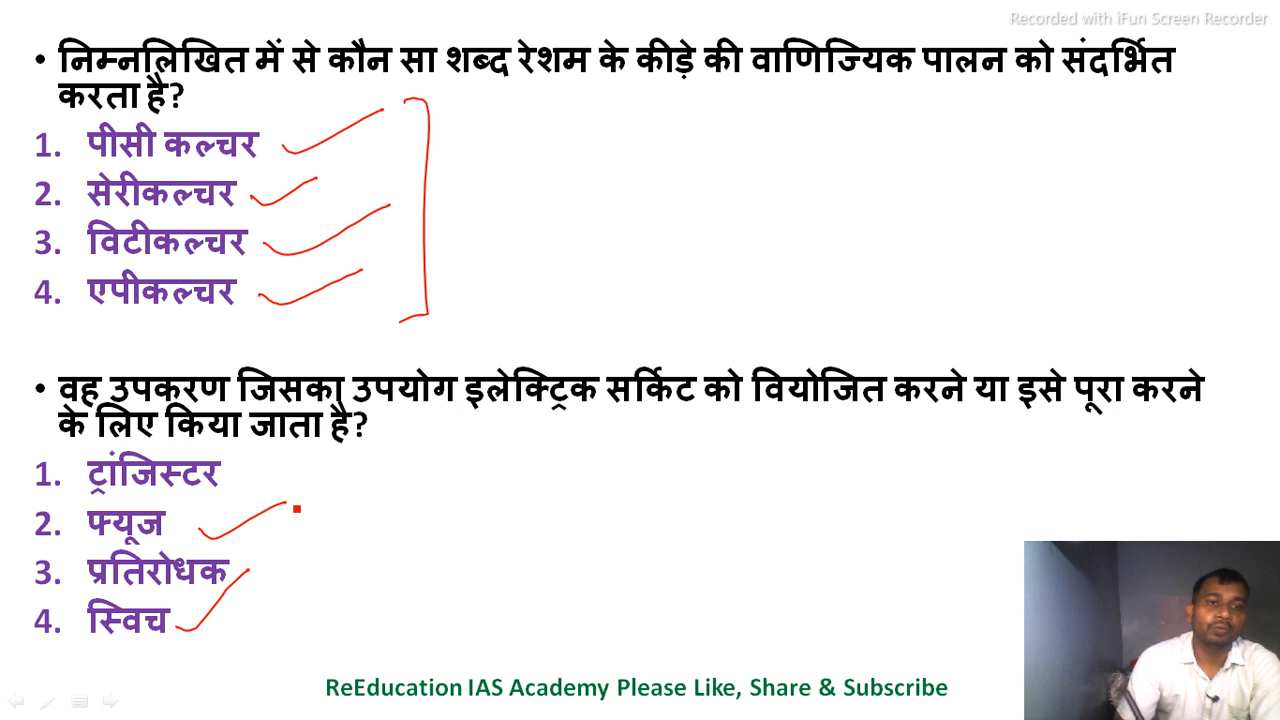 Recorded with iFun Screen Recorder
• निम्नलिखित में से कौन सा शब्द रेशम के कीड़े की वाणिज्यिक पालन को संदर्भित
करता है?
1. पीसी कल्चर
2. सेरीकल्चर
3. विटीकल्चर
4. एपीकल्चर
• वह उपकरण जिसका उपयोग इलेक्ट्रिक सर्किट को वियोजित करने या इसे पूरा करने
के लिए किया जाता है?
1. ट्रांजिस्टर
2. फ्यूज
3. प्रतिरोधक
4. स्विच
ReEducation IAS Academy Please Like, Share & Subscribe